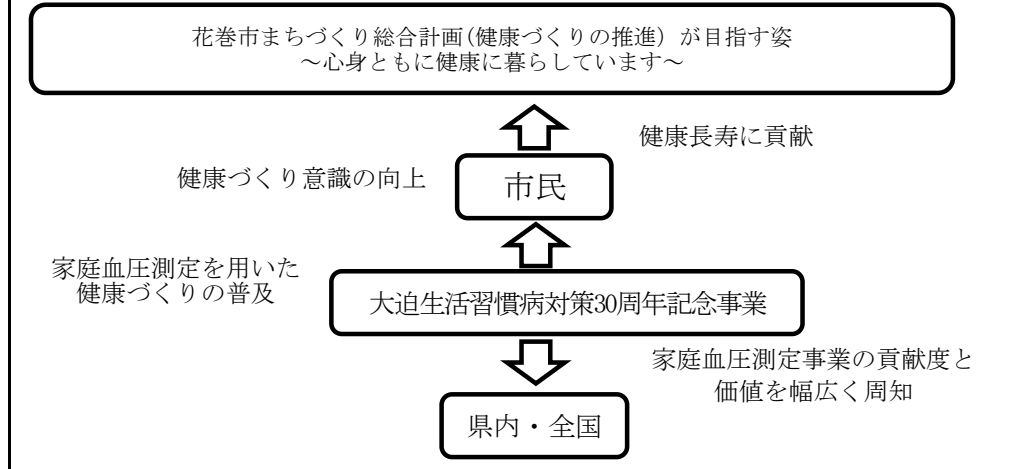 花巻市まちづくり総合計画(健康づくりの推進)が目指す姿
～心身ともに健康に暮らしています～
健康長寿に貢献
健康づくり意識の向上
市民
家庭血圧測定を用いた
健康づくりの普及
大迫生活習慣病対策30周年記念事業
家庭血圧測定事業の貢献度と
価値を幅広く周知
県内・全国